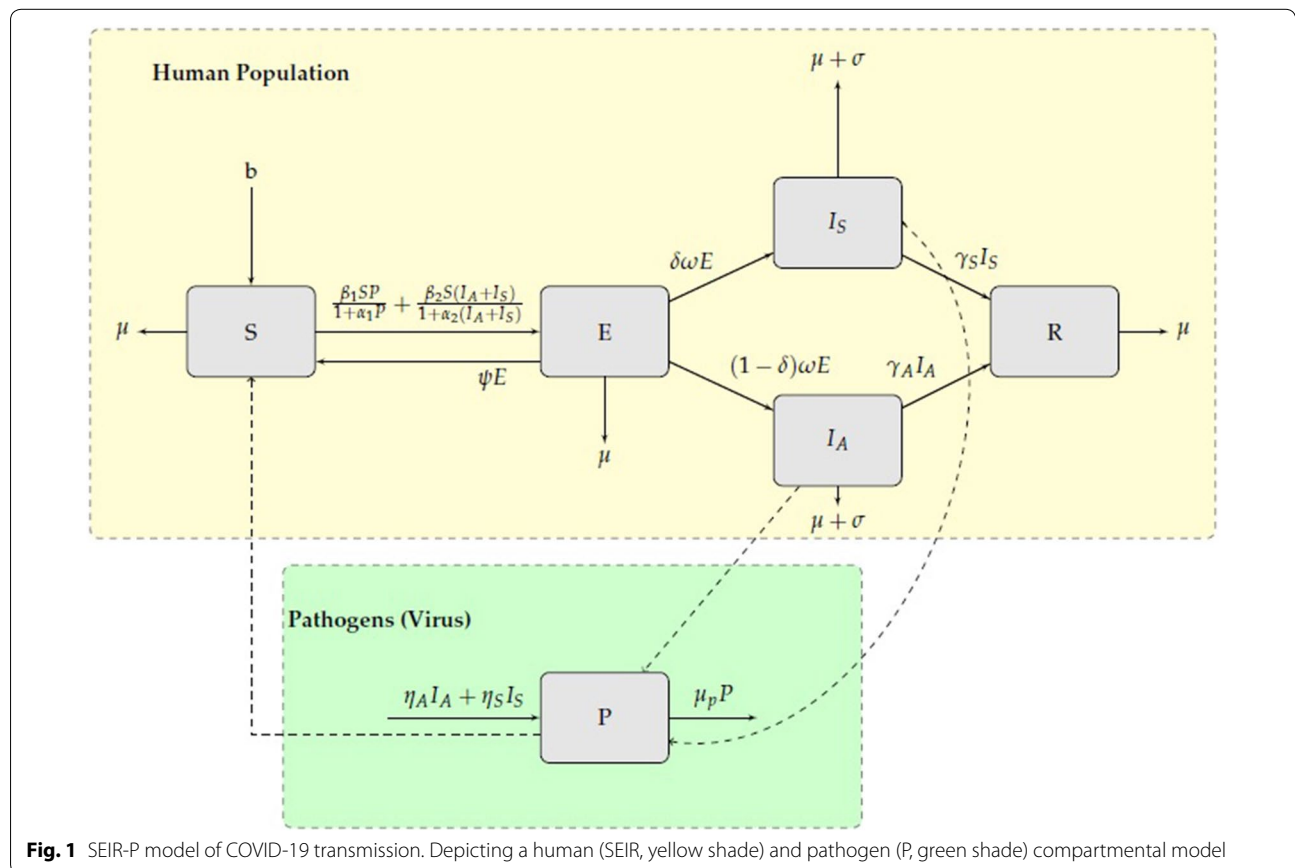 Human Population
μ + σ
b
I_S
δωE
γ_S I_S
μ
S
β₁SP/(1+α₁P) + β₂S(I_A+I_S)/(1+α₂(I_A+I_S))
E
R
μ
ψE
(1 − δ)ωE
γ_A I_A
μ
I_A
μ + σ
Pathogens (Virus)
η_A I_A + η_S I_S
P
μ_p P
Fig. 1 SEIR-P model of COVID-19 transmission. Depicting a human (SEIR, yellow shade) and pathogen (P, green shade) compartmental model